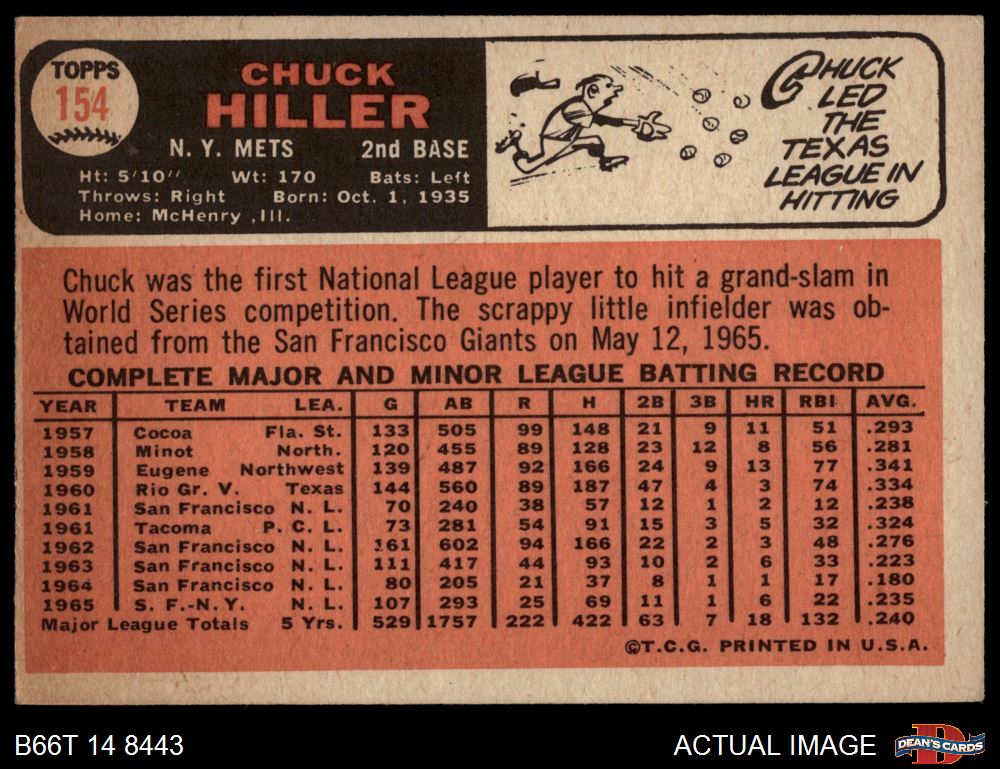 TOPPS
154
CHUCK
HILLER
N. Y. METS 2nd BASE
Ht: 5'10" Wt: 170 Bats: Left
Throws: Right Born: Oct. 1, 1935
Home: McHenry ,Ill.
CHUCK
LED
THE
TEXAS
LEAGUE IN
HITTING
Chuck was the first National League player to hit a grand-slam in
World Series competition. The scrappy little infielder was ob-
tained from the San Francisco Giants on May 12, 1965.
COMPLETE MAJOR AND MINOR LEAGUE BATTING RECORD
YEAR TEAM LEA. G AB R H 2B 3B HR RBI AVG.
1957 Cocoa Fla. St. 133 505 99 148 21 9 11 51 .293
1958 Minot North. 120 455 89 128 23 12 8 56 .281
1959 Eugene Northwest 139 487 92 166 24 9 13 77 .341
1960 Rio Gr. V. Texas 144 560 89 187 47 4 3 74 .334
1961 San Francisco N. L. 70 240 38 57 12 1 2 12 .238
1961 Tacoma P. C. L. 73 281 54 91 15 3 5 32 .324
1962 San Francisco N. L. 161 602 94 166 22 2 3 48 .276
1963 San Francisco N. L. 111 417 44 93 10 2 6 33 .223
1964 San Francisco N. L. 80 205 21 37 8 1 1 17 .180
1965 S. F.-N.Y. N. L. 107 293 25 69 11 1 6 22 .235
Major League Totals 5 Yrs. 529 1757 222 422 63 7 18 132 .240
©T.C.G. PRINTED IN U.S.A.
B66T 14 8443 ACTUAL IMAGE
D
DEAN'S CARDS